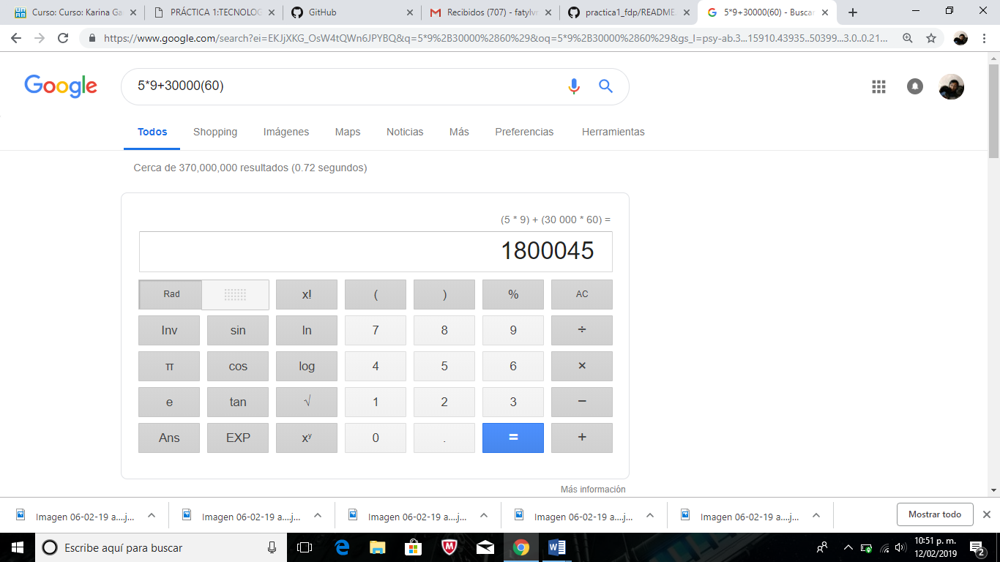 Curso: Curso: Karina Ga
PRÁCTICA 1:TECNOLOG
GitHub
Recibidos (707) - fatylvr
practica1_fdp/README.
5*9+30000(60) - Buscar
https://www.google.com/search?ei=EKJjXKG_OsW4tQWn6JPYBQ&q=5*9%2B30000%2860%29&oq=5*9%2B30000%2860%29&gs_l=psy-ab.3...15910.43935..50399...3.0..0.21...
Google
5*9+30000(60)
Todos Shopping Imágenes Maps Noticias Más Preferencias Herramientas
Cerca de 370,000,000 resultados (0.72 segundos)
(5 * 9) + (30 000 * 60) =
1800045
Rad x! ( ) % AC
Inv sin ln 7 8 9 ÷
π cos log 4 5 6 ×
e tan √ 1 2 3 −
Ans EXP xʸ 0 . = +
Más información
Imagen 06-02-19 a....j...
Imagen 06-02-19 a....j...
Imagen 06-02-19 a....j...
Imagen 06-02-19 a....j...
Imagen 06-02-19 a....j...
Mostrar todo
Escribe aquí para buscar
10:51 p. m.
12/02/2019
2